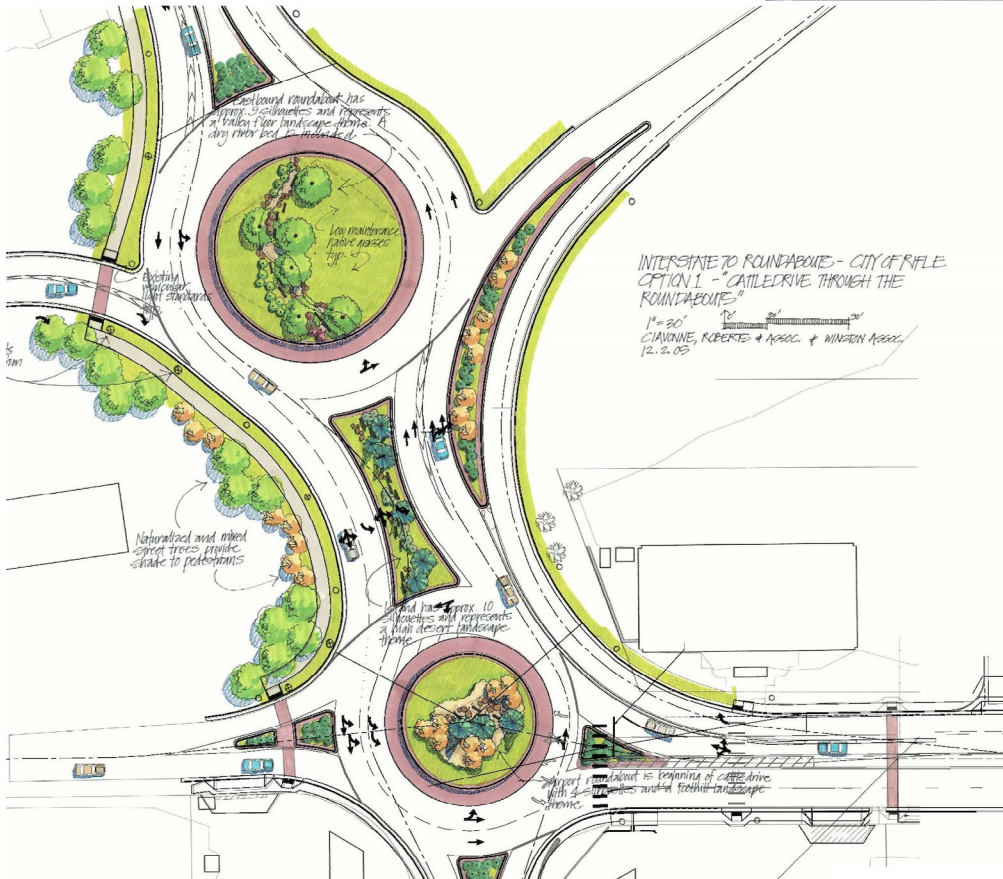 Eastbound roundabout has
approx. 9 silhouettes and represents
a valley floor landscape theme. A
dry river bed is included.
Low maintenance
native grasses
typ.
Existing
vehicular
light standards
INTERSTATE 70 ROUNDABOUTS - CITY OF RIFLE
OPTION 1 - "CATTLEDRIVE THROUGH THE
ROUNDABOUTS"
1"=30'
0' 30' 90'
CIAVONNE, ROBERTS & ASSOC. & WINSTON ASSOC.
12.2.05
Naturalized and mixed
street trees provide
shade to pedestrians
Island has approx. 10
silhouettes and represents
a high desert landscape
theme
Airport roundabout is beginning of cattledrive
with 4 silhouettes and a foothill landscape
theme.